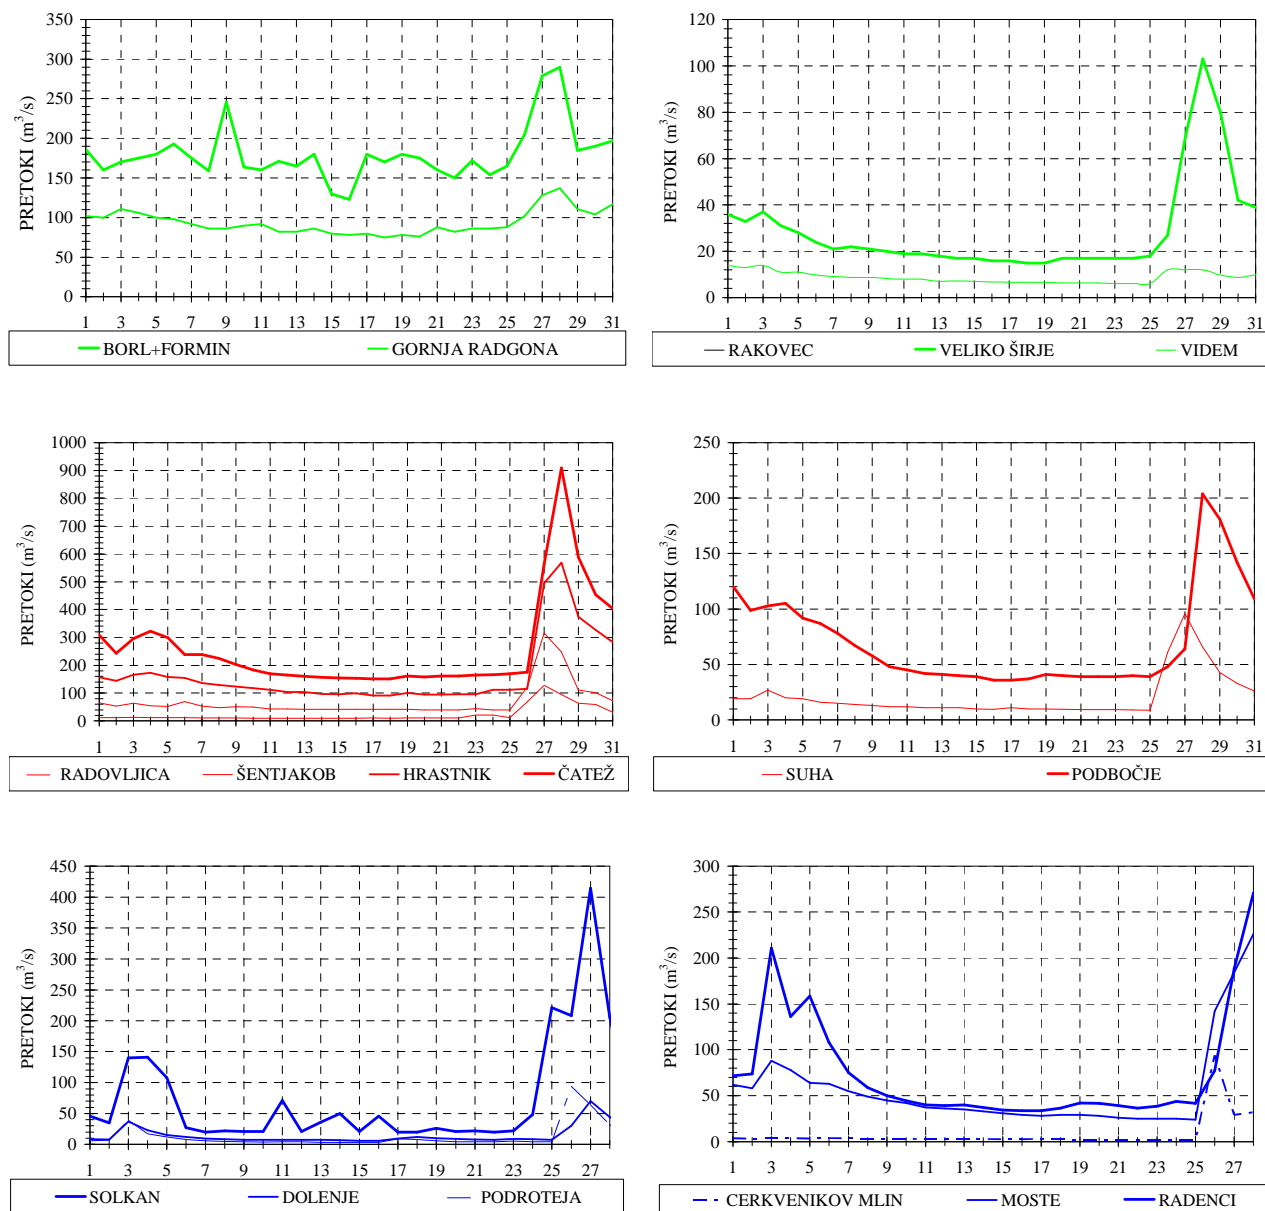 PRETOKI (m³/s)
350
300
250
200
150
100
50
0
1 3 5 7 9 11 13 15 17 19 21 23 25 27 29 31
BORL+FORMIN GORNJA RADGONA
PRETOKI (m³/s)
120
100
80
60
40
20
0
1 3 5 7 9 11 13 15 17 19 21 23 25 27 29 31
RAKOVEC VELIKO ŠIRJE VIDEM
PRETOKI (m³/s)
1000
900
800
700
600
500
400
300
200
100
0
1 3 5 7 9 11 13 15 17 19 21 23 25 27 29 31
RADOVLJICA ŠENTJAKOB HRASTNIK ČATEŽ
PRETOKI (m³/s)
250
200
150
100
50
0
1 3 5 7 9 11 13 15 17 19 21 23 25 27 29 31
SUHA PODBOČJE
PRETOKI (m³/s)
450
400
350
300
250
200
150
100
50
0
1 3 5 7 9 11 13 15 17 19 21 23 25 27
SOLKAN DOLENJE PODROTEJA
PRETOKI (m³/s)
300
250
200
150
100
50
0
1 3 5 7 9 11 13 15 17 19 21 23 25 27
CERKVENIKOV MLIN MOSTE RADENCI